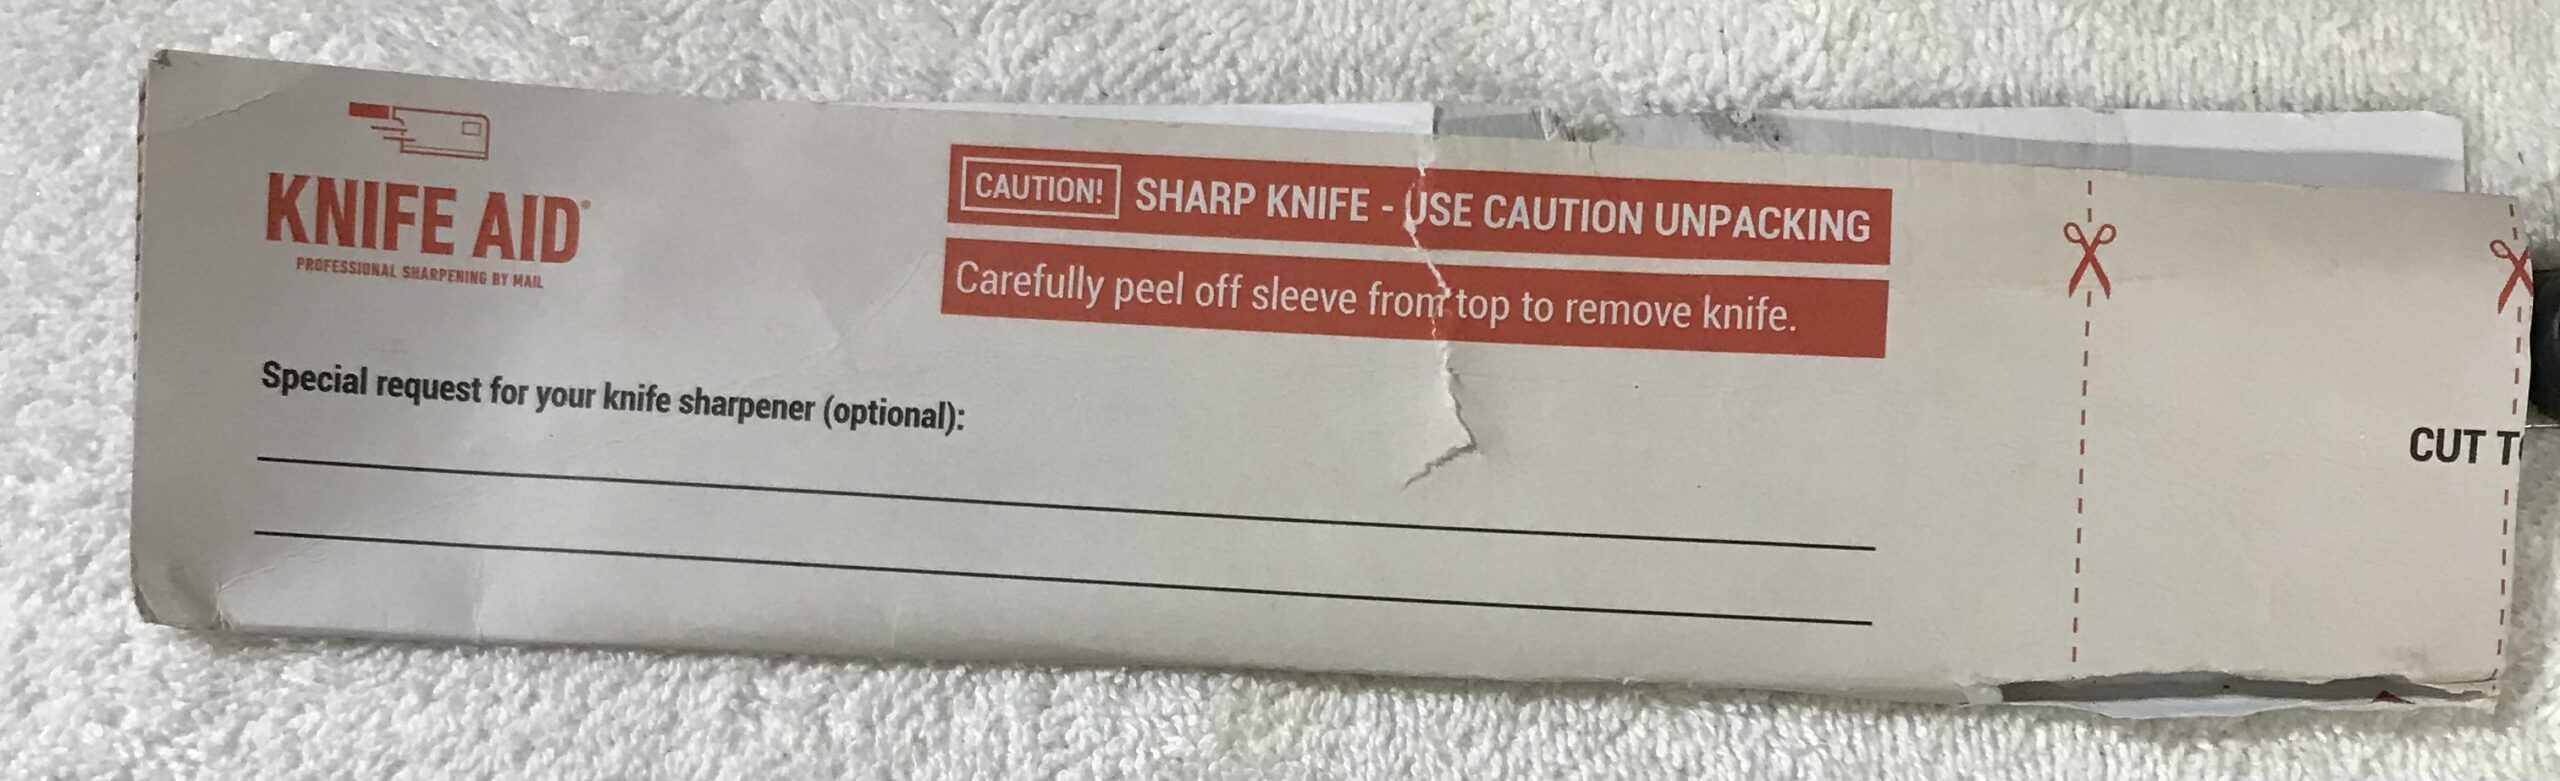 KNIFE AID®
PROFESSIONAL SHARPENING BY MAIL
CAUTION! SHARP KNIFE - USE CAUTION UNPACKING
Carefully peel off sleeve from top to remove knife.
Special request for your knife sharpener (optional):
CUT